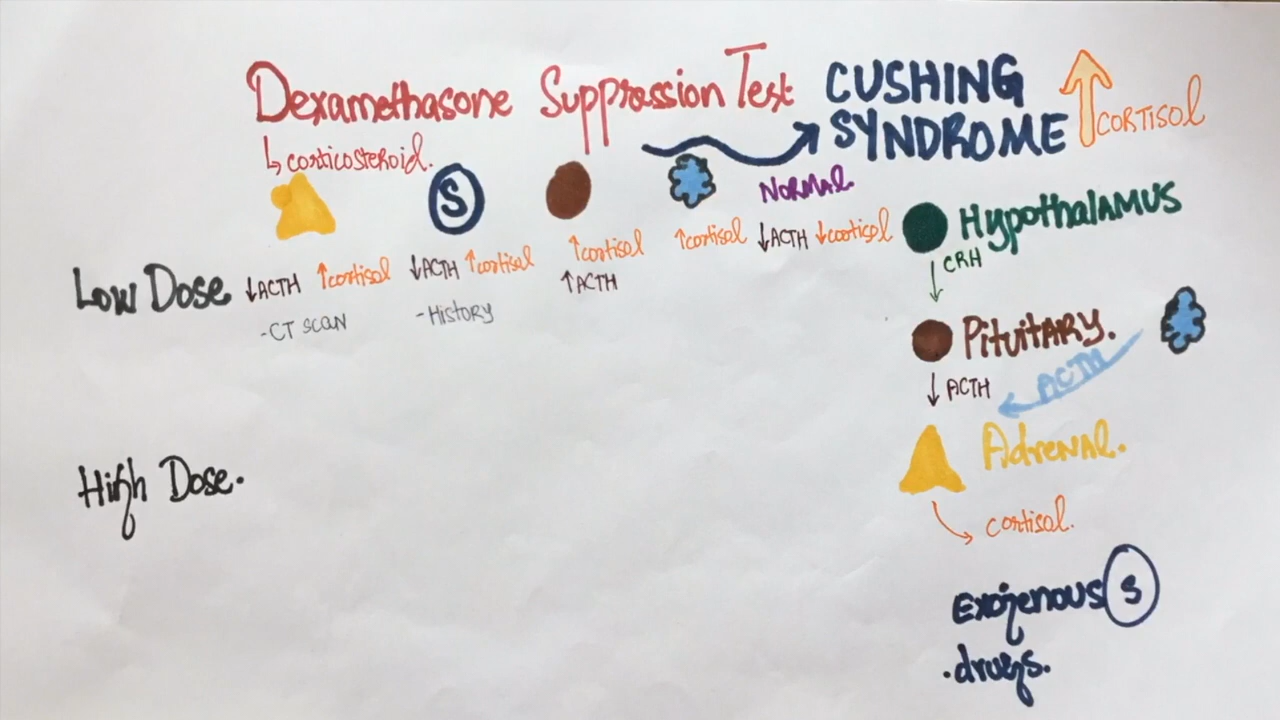 Dexamethasone Suppression Test
CUSHING
SYNDROME
↑ CORTISOL
↳ corticosteroid.
S
NORMAL
Low Dose
↓ACTH ↑cortisol
-CT SCAN
↓ACTH ↑cortisol
-History
↑cortisol
↑ACTH
↑cortisol
↓ACTH ↓cortisol
Hypothalamus
↓ CRH
Pituitary.
↓ ACTH
ACTH
Adrenal.
cortisol.
High Dose.
Exogenous S
.drugs.